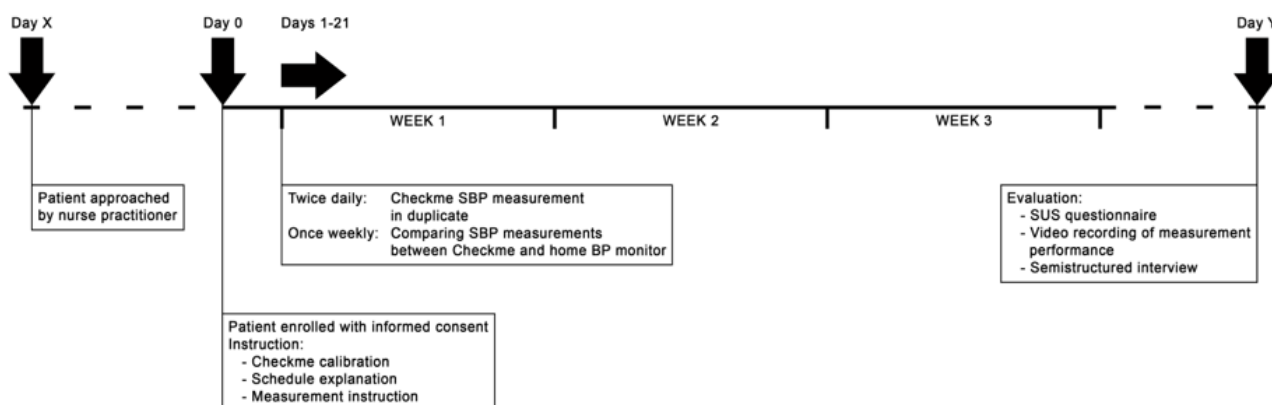 Day X
Day 0
Days 1-21
Day Y
WEEK 1
WEEK 2
WEEK 3
Patient approached
by nurse practitioner
Twice daily: Checkme SBP measurement
in duplicate
Once weekly: Comparing SBP measurements
between Checkme and home BP monitor
Evaluation:
- SUS questionnaire
- Video recording of measurement
performance
- Semistructured interview
Patient enrolled with informed consent
Instruction:
- Checkme calibration
- Schedule explanation
- Measurement instruction